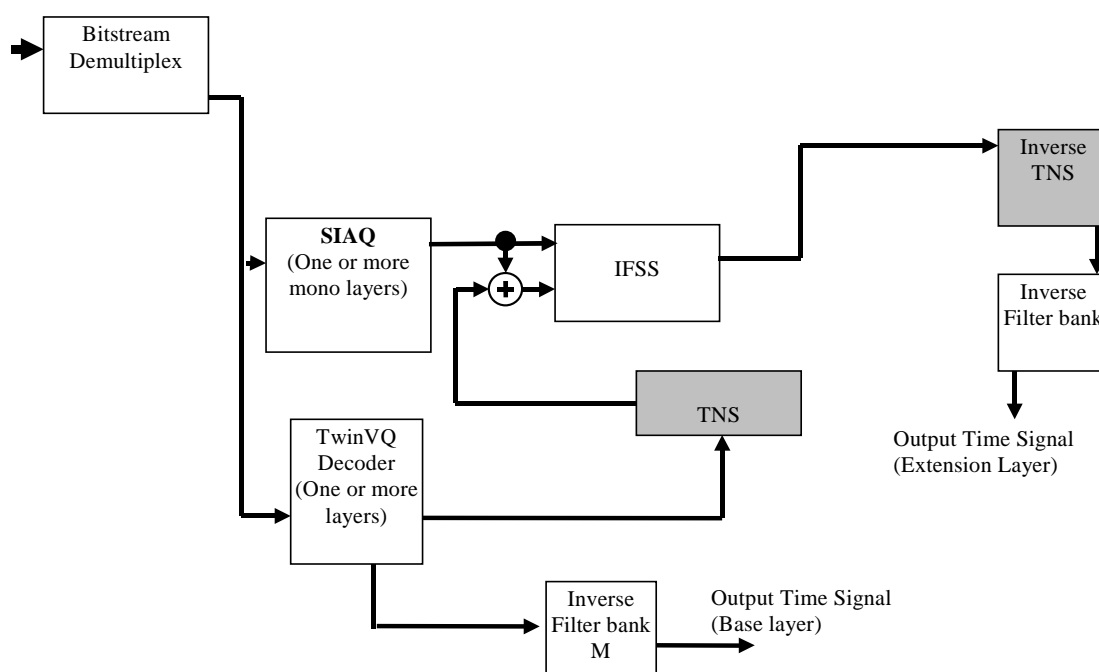 Bitstream
Demultiplex
Inverse
TNS
SIAQ
(One or more
mono layers)
IFSS
+
Inverse
Filter bank
TNS
TwinVQ
Decoder
(One or more
layers)
Output Time Signal
(Extension Layer)
Inverse
Filter bank
M
Output Time Signal
(Base layer)